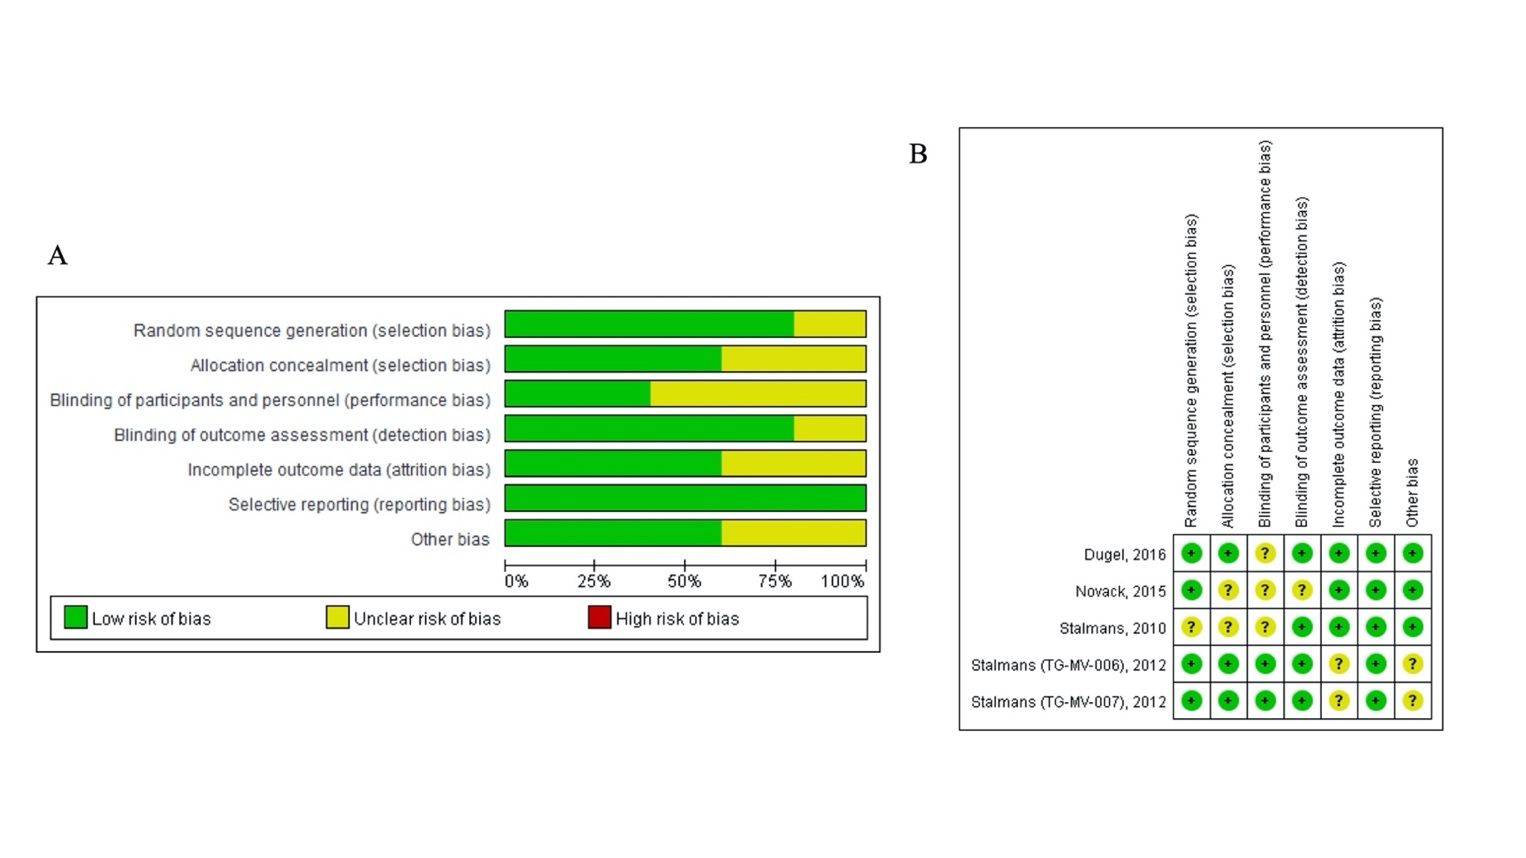 A
Random sequence generation (selection bias)
Allocation concealment (selection bias)
Blinding of participants and personnel (performance bias)
Blinding of outcome assessment (detection bias)
Incomplete outcome data (attrition bias)
Selective reporting (reporting bias)
Other bias
0% 25% 50% 75% 100%
Low risk of bias Unclear risk of bias High risk of bias
B
Random sequence generation (selection bias)
Allocation concealment (selection bias)
Blinding of participants and personnel (performance bias)
Blinding of outcome assessment (detection bias)
Incomplete outcome data (attrition bias)
Selective reporting (reporting bias)
Other bias
Dugel, 2016 + + ? + + + +
Novack, 2015 + ? ? ? + + +
Stalmans, 2010 ? ? ? + + + +
Stalmans (TG-MV-006), 2012 + + + + ? + ?
Stalmans (TG-MV-007), 2012 + + + + ? + ?